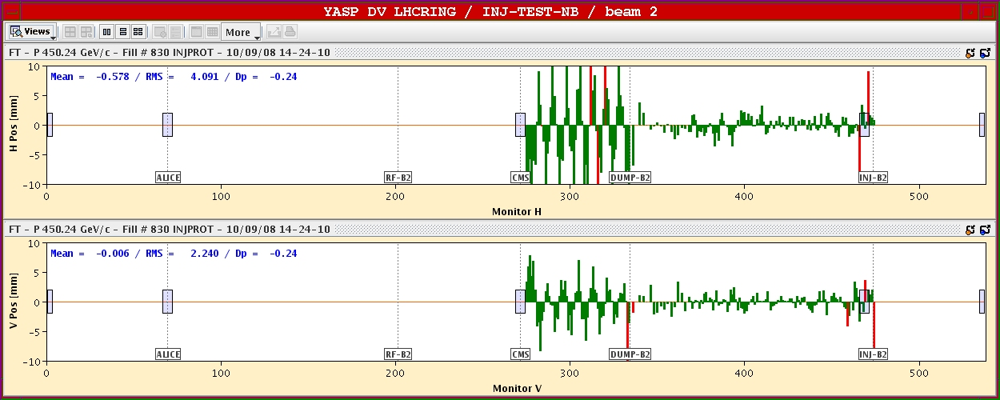 YASP DV LHCRING / INJ-TEST-NB / beam 2
Views More
FT - P 450.24 GeV/c - Fill # 830 INJPROT - 10/09/08 14-24-10
Mean = -0.578 / RMS = 4.091 / Dp = -0.24
10
5
0
-5
-10
H Pos [mm]
ALICE RF-B2 CMS DUMP-B2 INJ-B2
0 100 200 300 400 500
Monitor H
FT - P 450.24 GeV/c - Fill # 830 INJPROT - 10/09/08 14-24-10
Mean = -0.006 / RMS = 2.240 / Dp = -0.24
10
5
0
-5
-10
V Pos [mm]
ALICE RF-B2 CMS DUMP-B2 INJ-B2
0 100 200 300 400 500
Monitor V